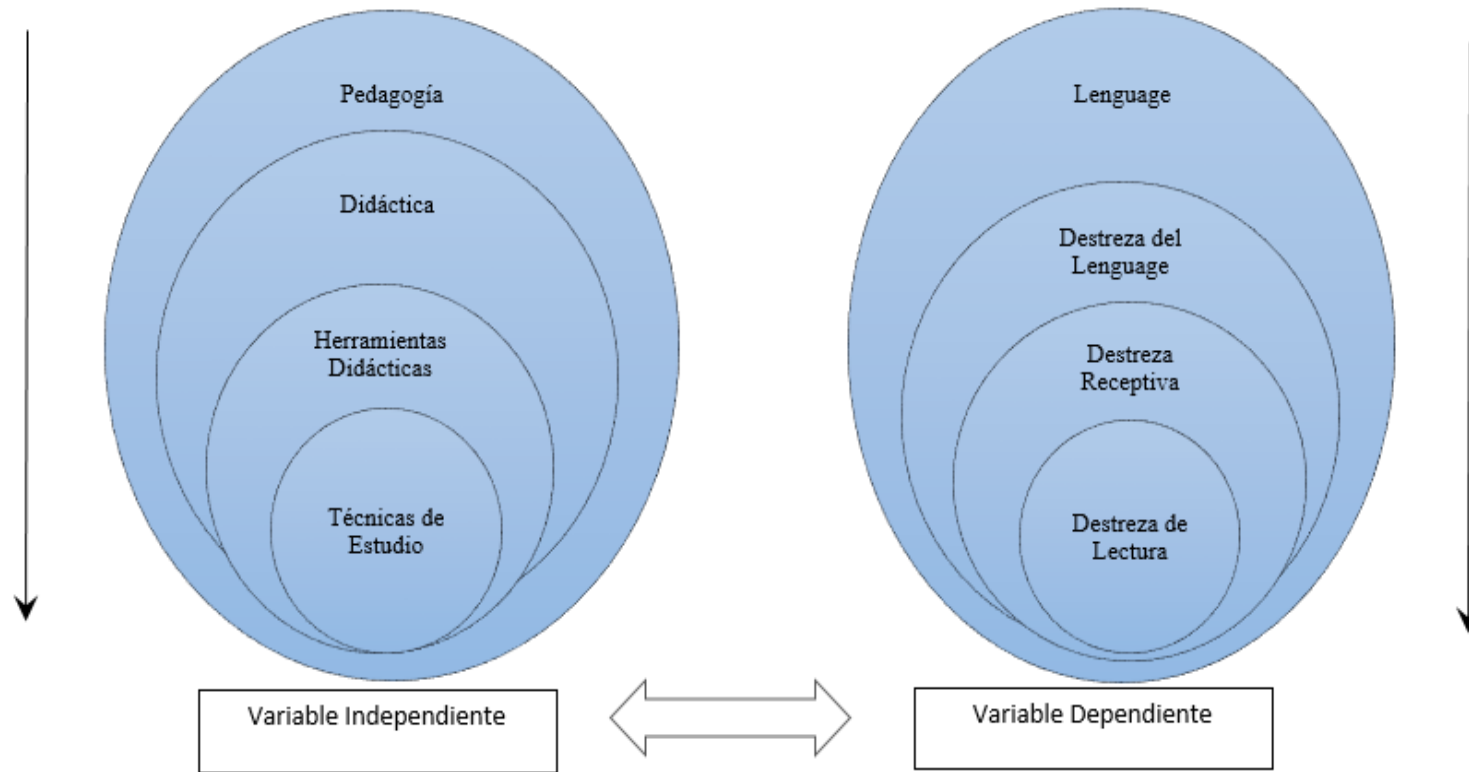 Pedagogía
Didáctica
Herramientas
Didácticas
Técnicas de
Estudio
Variable Independiente
Lenguage
Destreza del
Lenguage
Destreza
Receptiva
Destreza de
Lectura
Variable Dependiente